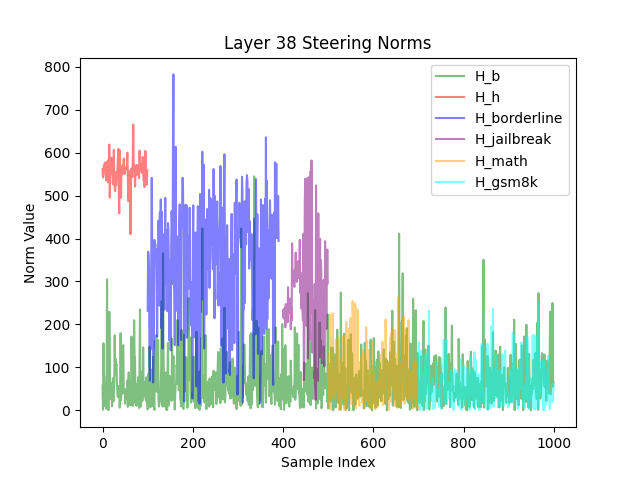 Layer 38 Steering Norms
Norm Value
800
700
600
500
400
300
200
100
0
H_b
H_h
H_borderline
H_jailbreak
H_math
H_gsm8k
0
200
400
600
800
1000
Sample Index